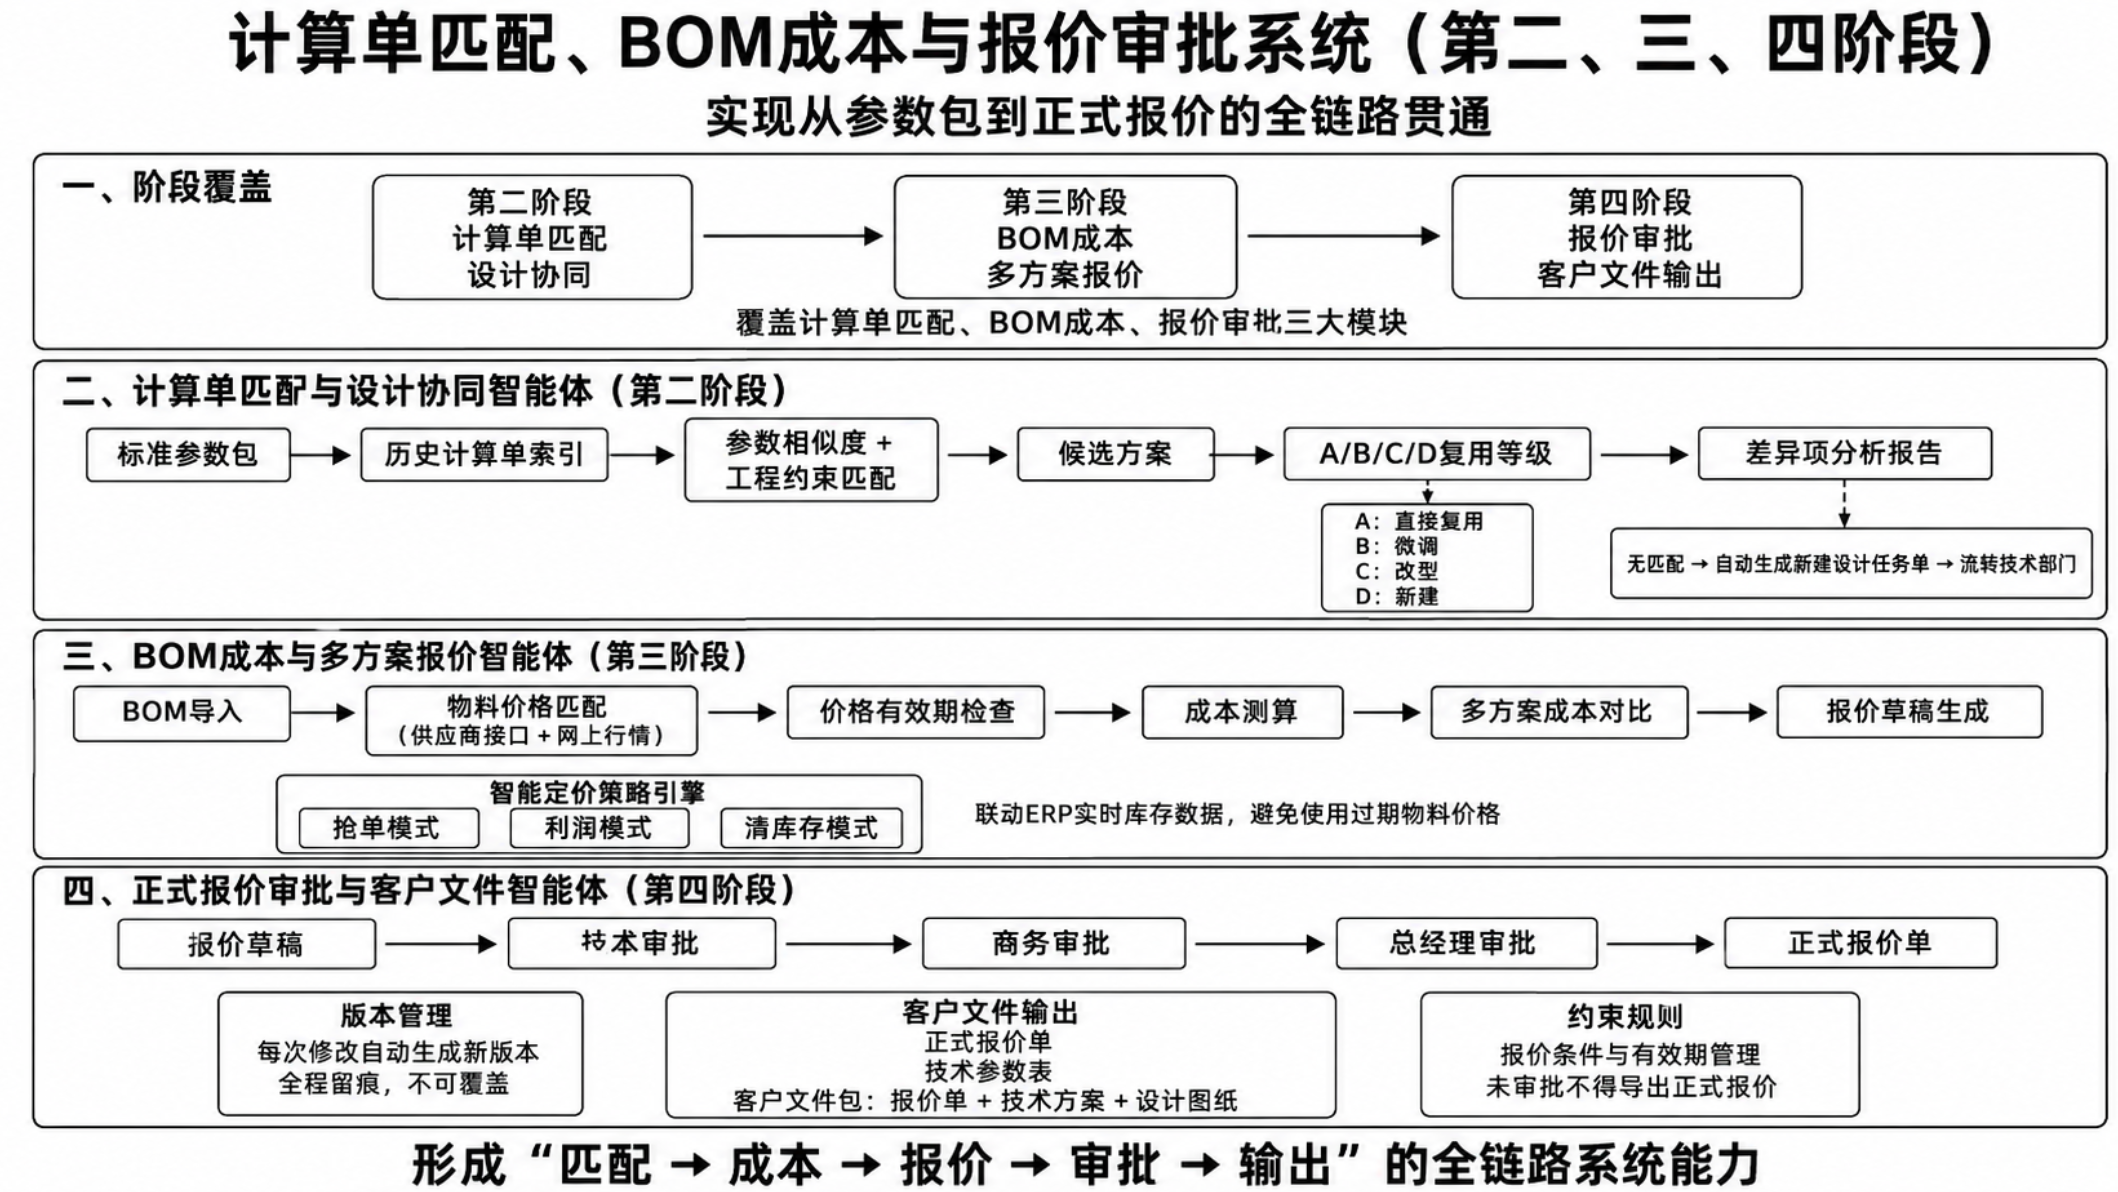 计算单匹配、BOM成本与报价审批系统（第二、三、四阶段）
实现从参数包到正式报价的全链路贯通
一、阶段覆盖
第二阶段
计算单匹配
设计协同
第三阶段
BOM成本
多方案报价
第四阶段
报价审批
客户文件输出
覆盖计算单匹配、BOM成本、报价审批三大模块
二、计算单匹配与设计协同智能体（第二阶段）
标准参数包
历史计算单索引
参数相似度 +
工程约束匹配
候选方案
A/B/C/D复用等级
差异项分析报告
A：直接复用
B：微调
C：改型
D：新建
无匹配 → 自动生成新建设计任务单 → 流转技术部门
三、BOM成本与多方案报价智能体（第三阶段）
BOM导入
物料价格匹配
（供应商接口 + 网上行情）
价格有效期检查
成本测算
多方案成本对比
报价草稿生成
智能定价策略引擎
抢单模式
利润模式
清库存模式
联动ERP实时库存数据，避免使用过期物料价格
四、正式报价审批与客户文件智能体（第四阶段）
报价草稿
技术审批
商务审批
总经理审批
正式报价单
版本管理
每次修改自动生成新版本
全程留痕，不可覆盖
客户文件输出
正式报价单
技术参数表
客户文件包：报价单 + 技术方案 + 设计图纸
约束规则
报价条件与有效期管理
未审批不得导出正式报价
形成“匹配 → 成本 → 报价 → 审批 → 输出”的全链路系统能力